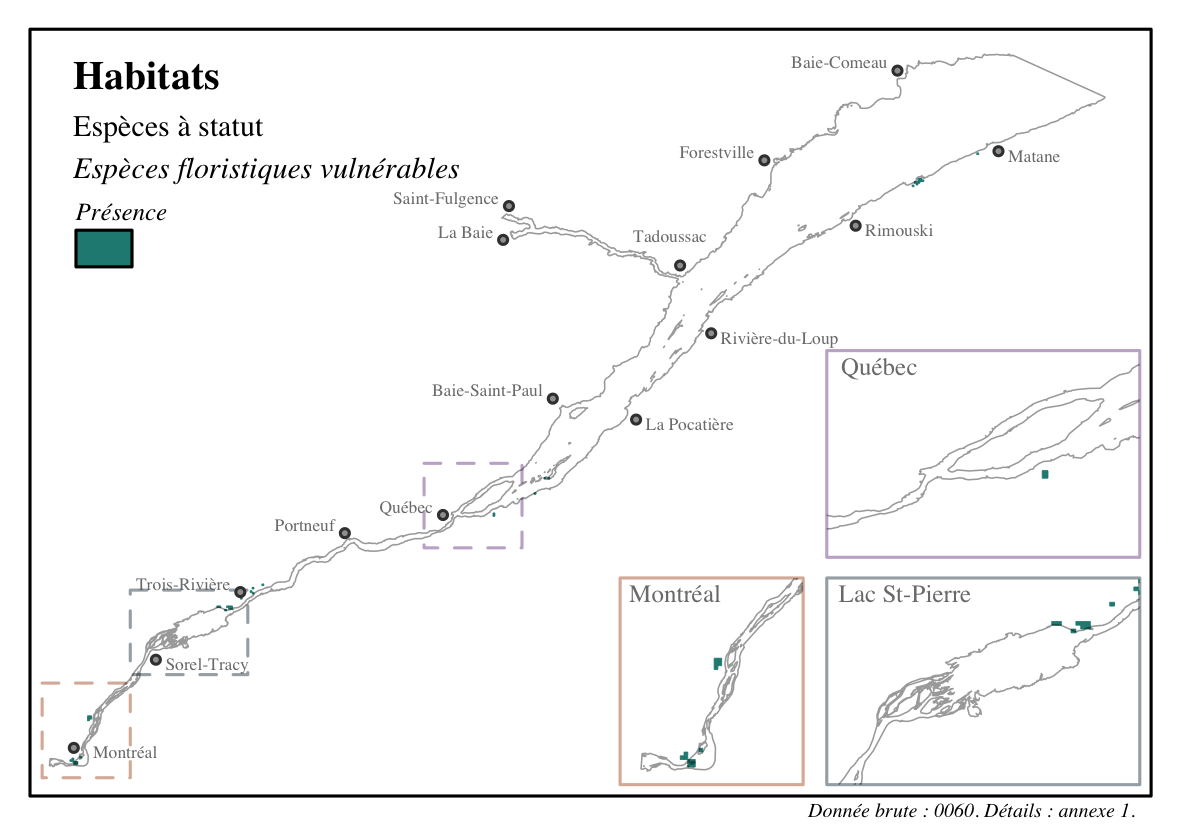 Habitats
Espèces à statut
Espèces floristiques vulnérables
Présence
Baie-Comeau
Forestville
Matane
Saint-Fulgence
La Baie
Tadoussac
Rimouski
Rivière-du-Loup
Baie-Saint-Paul
La Pocatière
Québec
Portneuf
Trois-Rivière
Sorel-Tracy
Montréal
Québec
Montréal
Lac St-Pierre
Donnée brute : 0060. Détails : annexe 1.